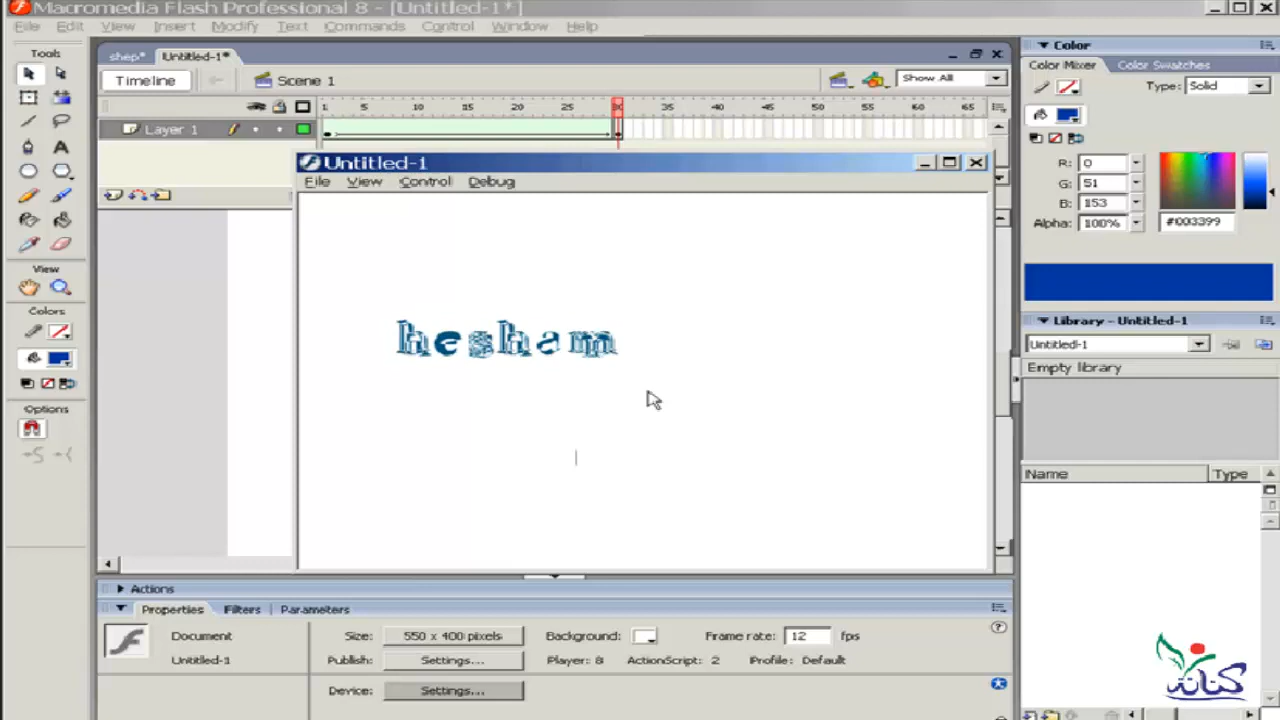 Macromedia Flash Professional 8 - [Untitled-1*]
File Edit View Insert Modify Text Commands Control Window Help
Tools
View
Colors
Options
shep* Untitled-1*
Timeline Scene 1 Show All
1 5 10 15 20 25 30 35 40 45 50 55 60 65
Layer 1
Untitled-1
File View Control Debug
hesham
Actions
Properties Filters Parameters
Document Size: 550 x 400 pixels Background: Frame rate: 12 fps
Untitled-1 Publish: Settings... Player: 8 ActionScript: 2 Profile: Default
Device: Settings...
Color
Color Mixer Color Swatches
Type: Solid
R: 0
G: 51
B: 153
Alpha: 100% #003399
Library - Untitled-1
Untitled-1
Empty library
Name Type
كنانة